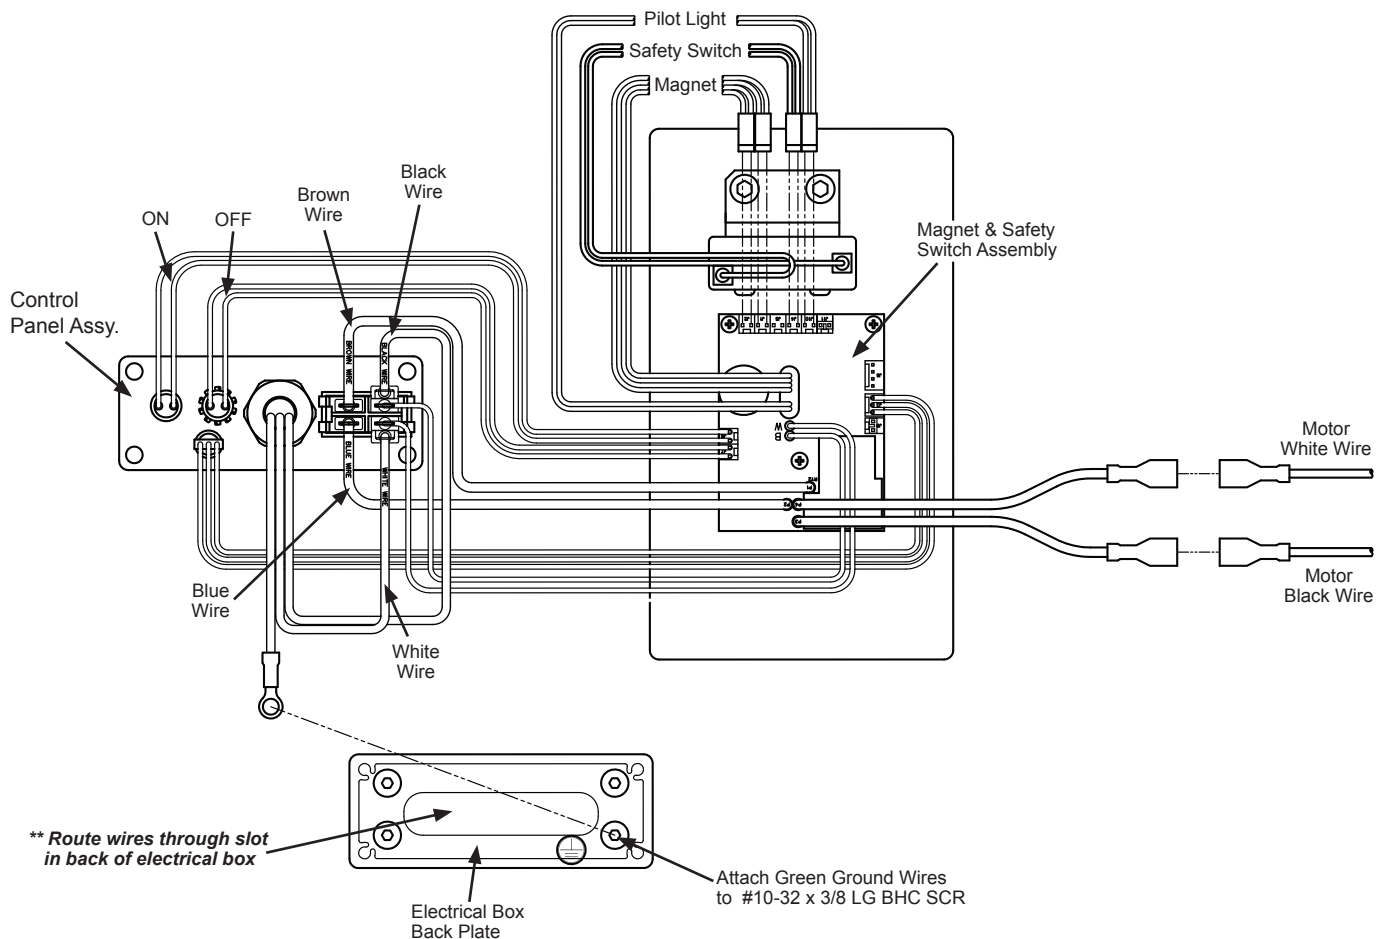 Pilot Light
Safety Switch
Magnet
Black
Wire
Brown
Wire
ON
OFF
Magnet & Safety
Switch Assembly
Control
Panel Assy.
BROWN WIRE
BLACK WIRE
BLUE WIRE
WHITE WIRE
W
B
Motor
White Wire
Motor
Black Wire
Blue
Wire
White
Wire
** Route wires through slot
in back of electrical box
Attach Green Ground Wires
to #10-32 x 3/8 LG BHC SCR
Electrical Box
Back Plate